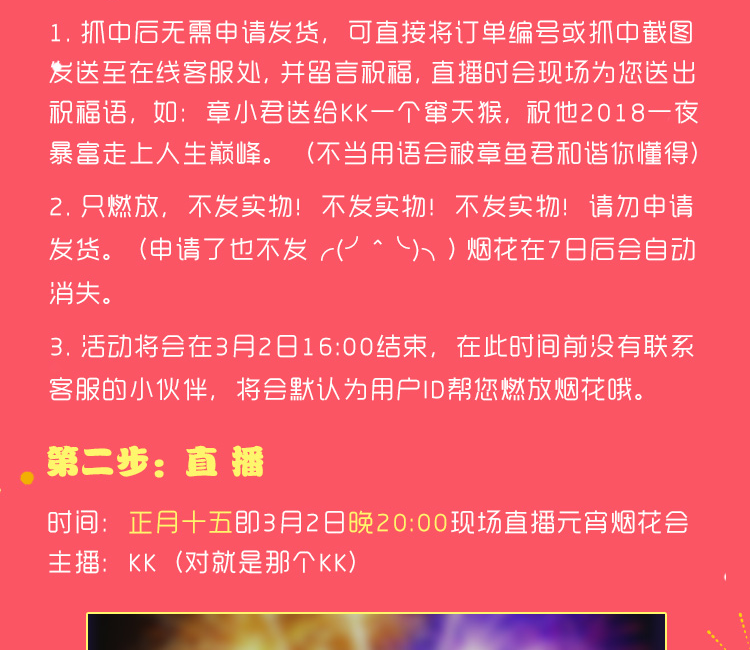 1. 抓中后无需申请发货，可直接将订单编号或抓中截图
发送至在线客服处，并留言祝福，直播时会现场为您送出
祝福语，如：章小君送给KK一个窜天猴，祝他2018一夜
暴富走上人生巅峰。（不当用语会被章鱼君和谐你懂得）
2. 只燃放，不发实物！不发实物！不发实物！请勿申请
发货。（申请了也不发╭(╯^╰)╮）烟花在7日后会自动
消失。
3. 活动将会在3月2日16:00结束，在此时间前没有联系
客服的小伙伴，将会默认为用户ID帮您燃放烟花哦。
第二步：直 播
时间：正月十五即3月2日晚20:00现场直播元宵烟花会
主播：KK（对就是那个KK）